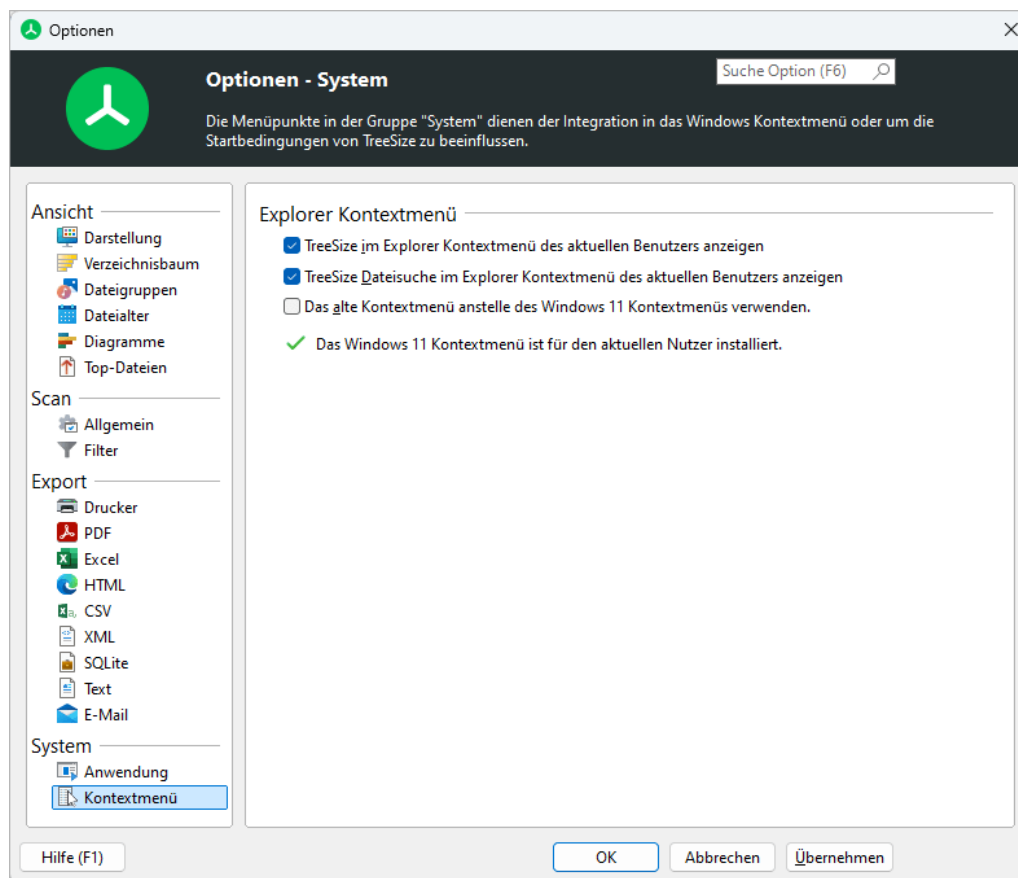 Optionen
Optionen - System
Suche Option (F6)
Die Menüpunkte in der Gruppe "System" dienen der Integration in das Windows Kontextmenü oder um die
Startbedingungen von TreeSize zu beeinflussen.
Ansicht
Darstellung
Verzeichnisbaum
Dateigruppen
Dateialter
Diagramme
Top-Dateien
Scan
Allgemein
Filter
Export
Drucker
PDF
Excel
HTML
CSV
XML
SQLite
Text
E-Mail
System
Anwendung
Kontextmenü
Explorer Kontextmenü
TreeSize im Explorer Kontextmenü des aktuellen Benutzers anzeigen
TreeSize Dateisuche im Explorer Kontextmenü des aktuellen Benutzers anzeigen
Das alte Kontextmenü anstelle des Windows 11 Kontextmenüs verwenden.
Das Windows 11 Kontextmenü ist für den aktuellen Nutzer installiert.
Hilfe (F1)
OK
Abbrechen
Übernehmen